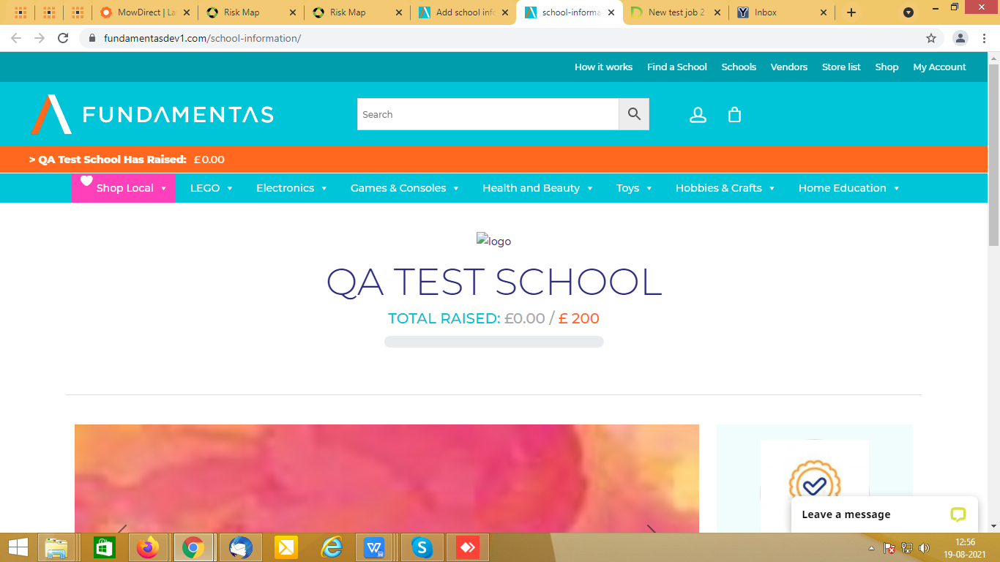 MowDirect | La
Risk Map
Risk Map
Add school info
school-informa
New test job 2
Inbox
fundamentasdev1.com/school-information/
How it works Find a School Schools Vendors Store list Shop My Account
FUNDAMENTAS
Search
> QA Test School Has Raised: £0.00
Shop Local LEGO Electronics Games & Consoles Health and Beauty Toys Hobbies & Crafts Home Education
logo
QA TEST SCHOOL
TOTAL RAISED: £0.00 / £ 200
Leave a message
12:56
19-08-2021